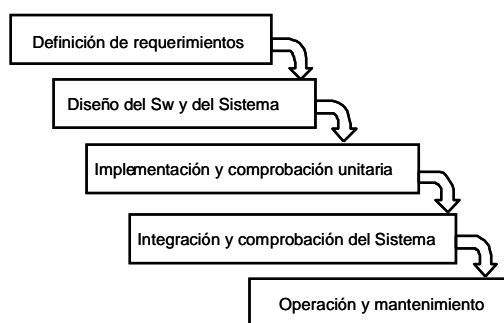 Definición de requerimientos
Diseño del Sw y del Sistema
Implementación y comprobación unitaria
Integración y comprobación del Sistema
Operación y mantenimiento